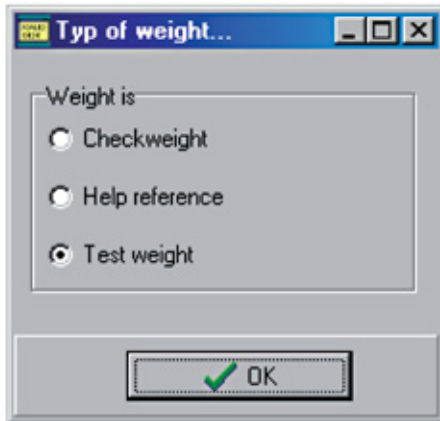 Typ of weight...
Weight is
Checkweight
Help reference
Test weight
OK